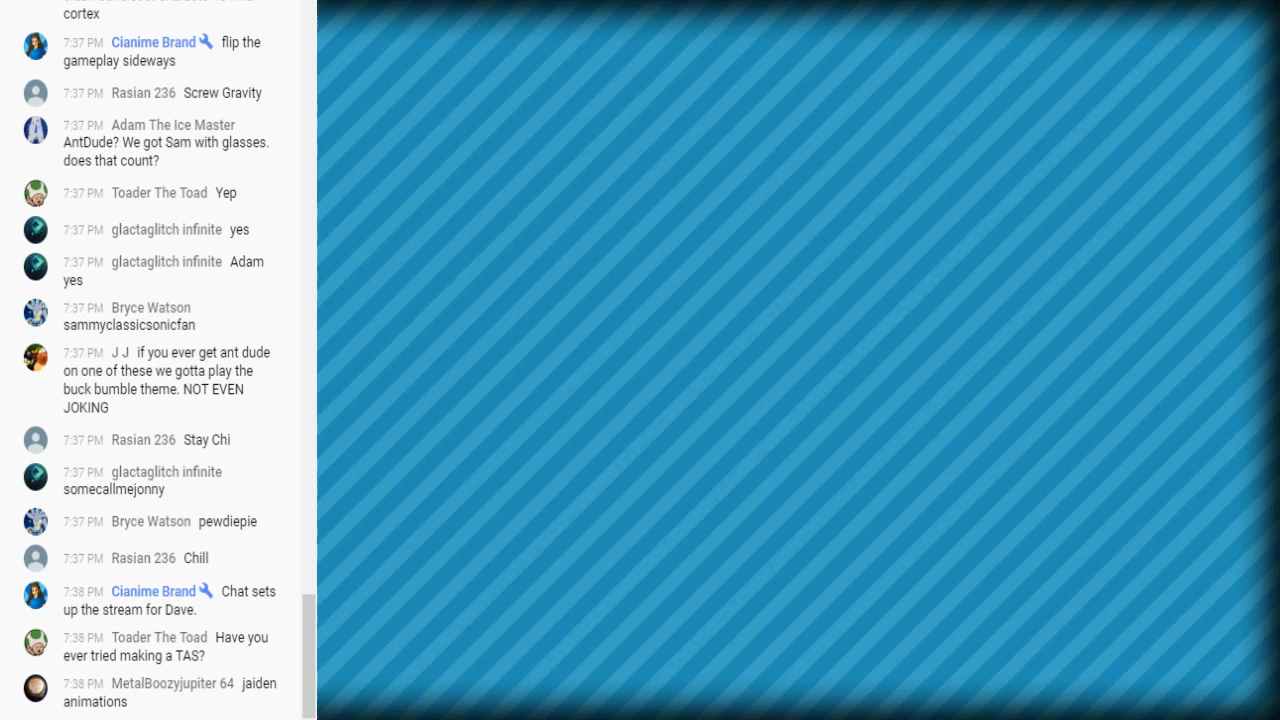 cortex
7:37 PM Cianime Brand flip the
gameplay sideways
7:37 PM Rasian 236 Screw Gravity
7:37 PM Adam The Ice Master
AntDude? We got Sam with glasses.
does that count?
7:37 PM Toader The Toad Yep
7:37 PM glactaglitch infinite yes
7:37 PM glactaglitch infinite Adam
yes
7:37 PM Bryce Watson
sammyclassicsonicfan
7:37 PM J J if you ever get ant dude
on one of these we gotta play the
buck bumble theme. NOT EVEN
JOKING
7:37 PM Rasian 236 Stay Chi
7:37 PM glactaglitch infinite
somecallmejonny
7:37 PM Bryce Watson pewdiepie
7:37 PM Rasian 236 Chill
7:38 PM Cianime Brand Chat sets
up the stream for Dave.
7:38 PM Toader The Toad Have you
ever tried making a TAS?
7:38 PM MetalBoozyjupiter 64 jaiden
animations